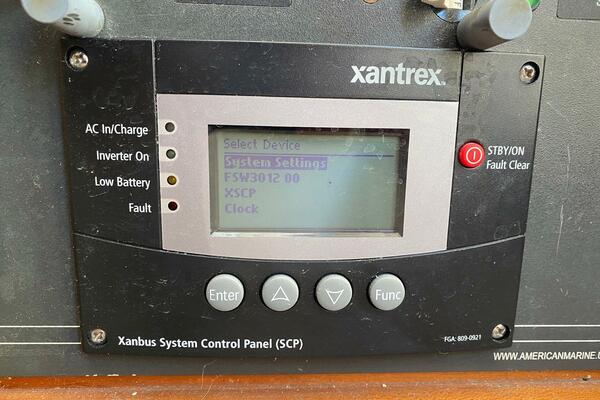 xantrex
AC In/Charge
Inverter On
Low Battery
Fault
Select Device
System Settings
FSW3012 00
XSCP
Clock
STBY/ON
Fault Clear
Enter
Func
Xanbus System Control Panel (SCP)
FGA: 809-0921
WWW.AMERICANMARINE.U